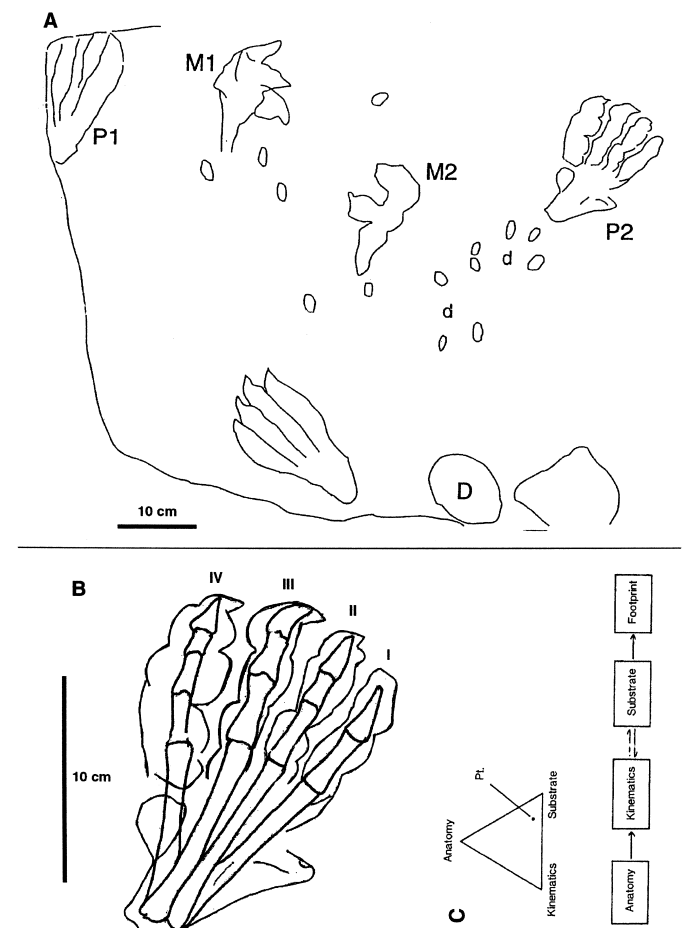 A
M1
P1
M2
P2
d
d
D
10 cm
B
IV
III
II
I
10 cm
C
Anatomy
Pt.
Kinematics
Substrate
Anatomy
Kinematics
Substrate
Footprint